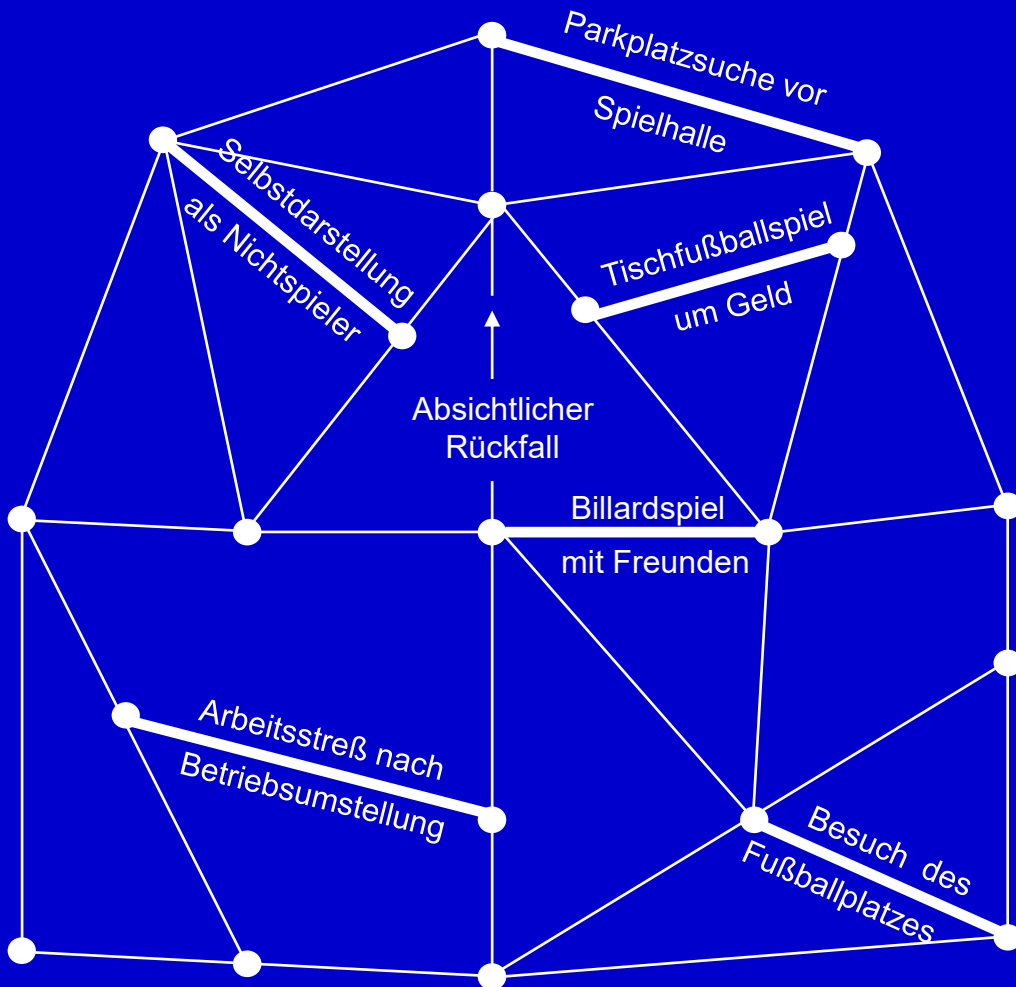 Parkplatzsuche vor
Spielhalle
Selbstdarstellung
als Nichtspieler
Tischfußballspiel
um Geld
Absichtlicher
Rückfall
Billardspiel
mit Freunden
Arbeitsstreß nach
Betriebsumstellung
Besuch des
Fußballplatzes